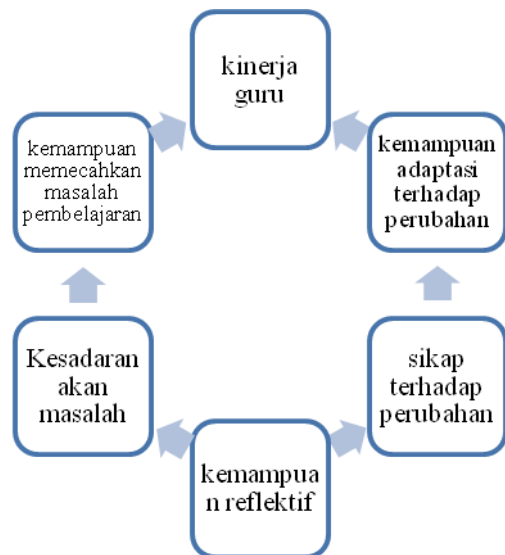 kinerja
guru
kemampuan
memecahkan
masalah
pembelajaran
kemampuan
adaptasi
terhadap
perubahan
Kesadaran
akan
masalah
sikap
terhadap
perubahan
kemampua
n reflektif